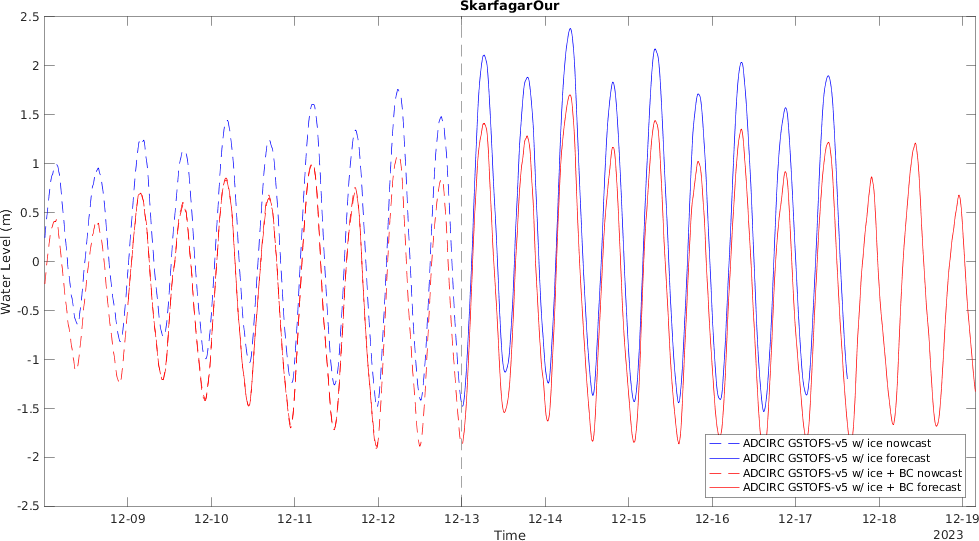 SkarfagarOur
2.5
2
1.5
1
0.5
0
-0.5
-1
-1.5
-2
-2.5
Water Level (m)
ADCIRC GSTOFS-v5 w/ ice nowcast
ADCIRC GSTOFS-v5 w/ ice forecast
ADCIRC GSTOFS-v5 w/ ice + BC nowcast
ADCIRC GSTOFS-v5 w/ ice + BC forecast
12-09 12-10 12-11 12-12 12-13 12-14 12-15 12-16 12-17 12-18 12-19
Time
2023